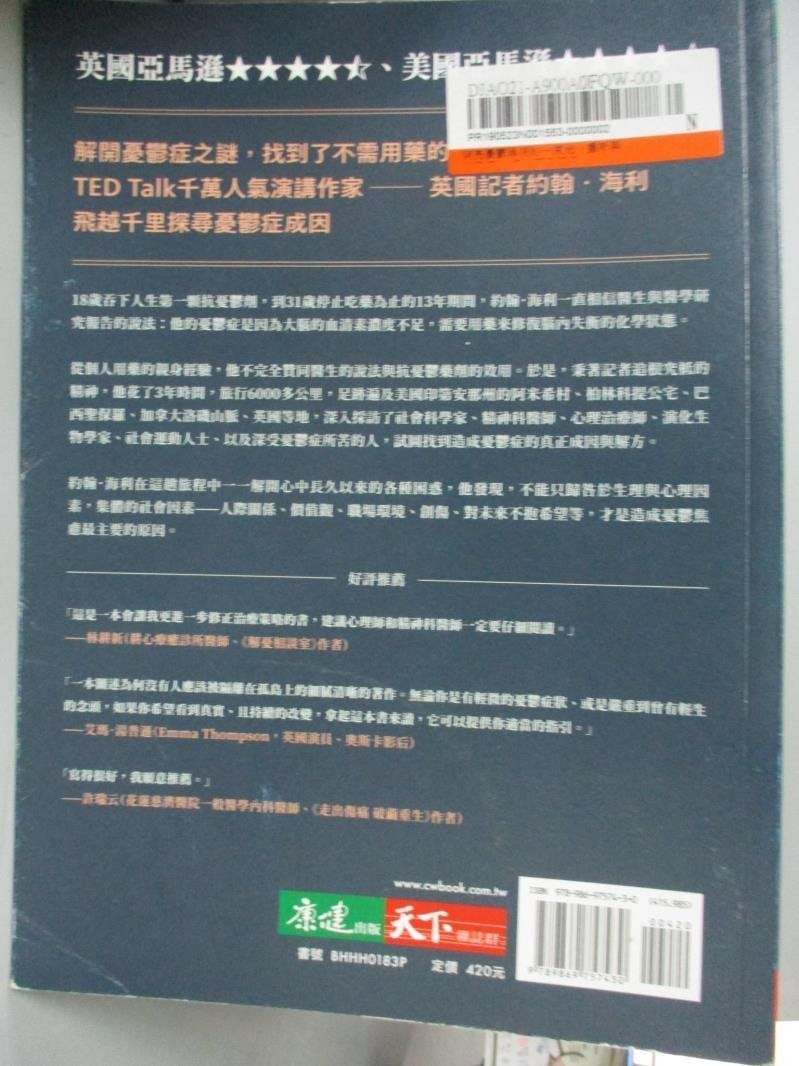 英國亞馬遜★★★★⯪、美國亞馬遜★★★★
DIAO21-A900A0FQW-000
PR190523N001553-0000002
N
解開憂鬱症之謎，找到了不需用藥的
TED Talk千萬人氣演講作家——英國記者約翰・海利
飛越千里探尋憂鬱症成因
18歲吞下人生第一顆抗憂鬱劑，到31歲停止吃藥為止的13年期間，約翰・海利一直相信醫生與醫學研
究報告的說法：他的憂鬱症是因為大腦的血清素濃度不足，需要用藥來修復腦內失衡的化學狀態。
從個人用藥的親身經驗，他不完全贊同醫生的說法與抗憂鬱藥劑的效用。於是，秉著記者追根究柢的
精神，他花了3年時間，旅行6000多公里，足跡遍及美國印第安那州的阿米希村、柏林科提公宅、巴
西聖保羅、加拿大洛磯山脈、英國等地，深入採訪了社會科學家、精神科醫師、心理治療師、演化生
物學家、社會運動人士、以及深受憂鬱症所苦的人，試圖找到造成憂鬱症的真正成因與解方。
約翰・海利在這趟旅程中一一解開心中長久以來的各種困惑，他發現，不能只歸咎於生理與心理因
素，集體的社會因素——人際關係、價值觀、職場環境、創傷、對未來不抱希望等，才是造成憂鬱焦
慮最主要的原因。
好評推薦
「這是一本會讓我更進一步修正治療策略的書，建議心理師和精神科醫師一定要仔細閱讀。」
——林耕新（耕心療癒診所醫師、《解憂相談室》作者）
「一本闡述為何沒有人應該被隔離在孤島上的細膩清晰的著作。無論你是有輕微的憂鬱症狀、或是嚴重到曾有輕生
的念頭，如果你希望看到真實、且持續的改變，拿起這本書來讀，它可以提供你適當的指引。」
——艾瑪・湯普遜（Emma Thompson，英國演員、奧斯卡影后）
「寫得很好，我願意推薦。」
——許瑞云（花蓮慈濟醫院一般醫學內科醫師、《走出傷痛 破繭重生》作者）
www.cwbook.com.tw
康健出版 天下雜誌群
書號 BHHH0183P 定價 420元
ISBN 978-986-97574-3-0 (415.985)
00420
9 789869 757430